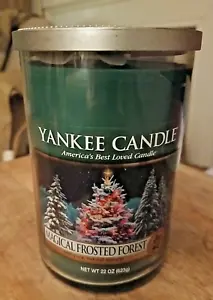 YANKEE CANDLE
America's Best Loved Candle
MAGICAL FROSTED FOREST
NET WT 22 OZ (623g)